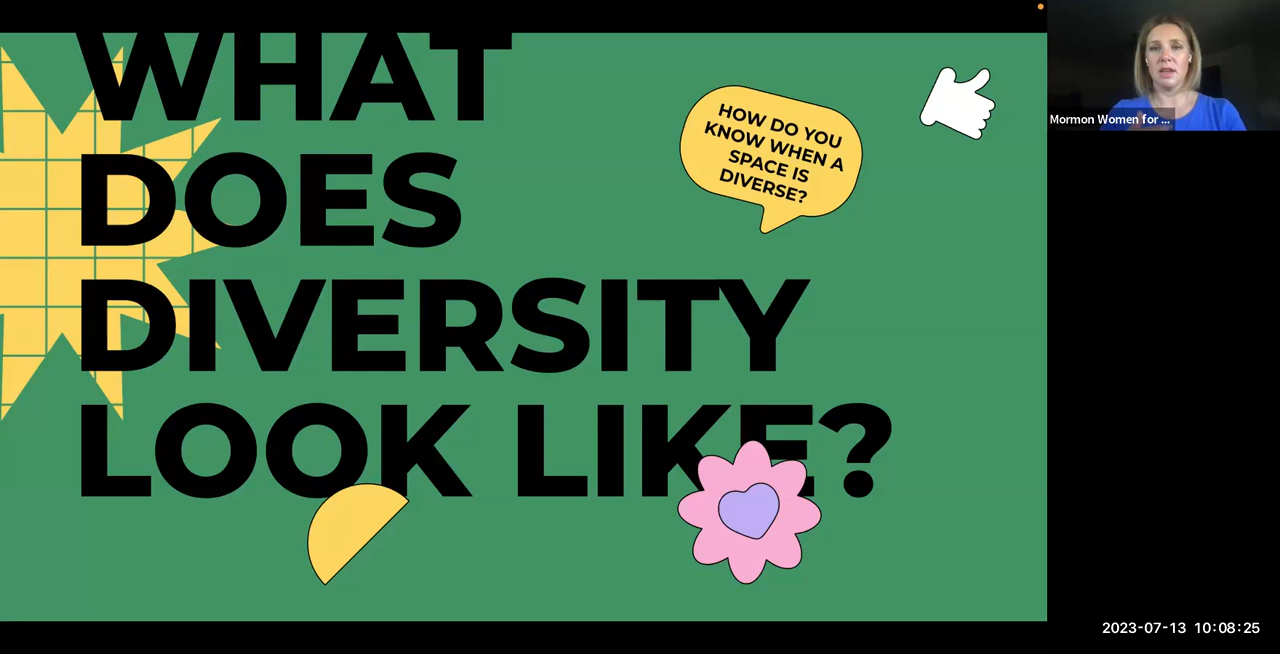 WHAT
DOES
DIVERSITY
LOOK LIKE?
HOW DO YOU
KNOW WHEN A
SPACE IS
DIVERSE?
Mormon Women for ...
2023-07-13 10:08:25